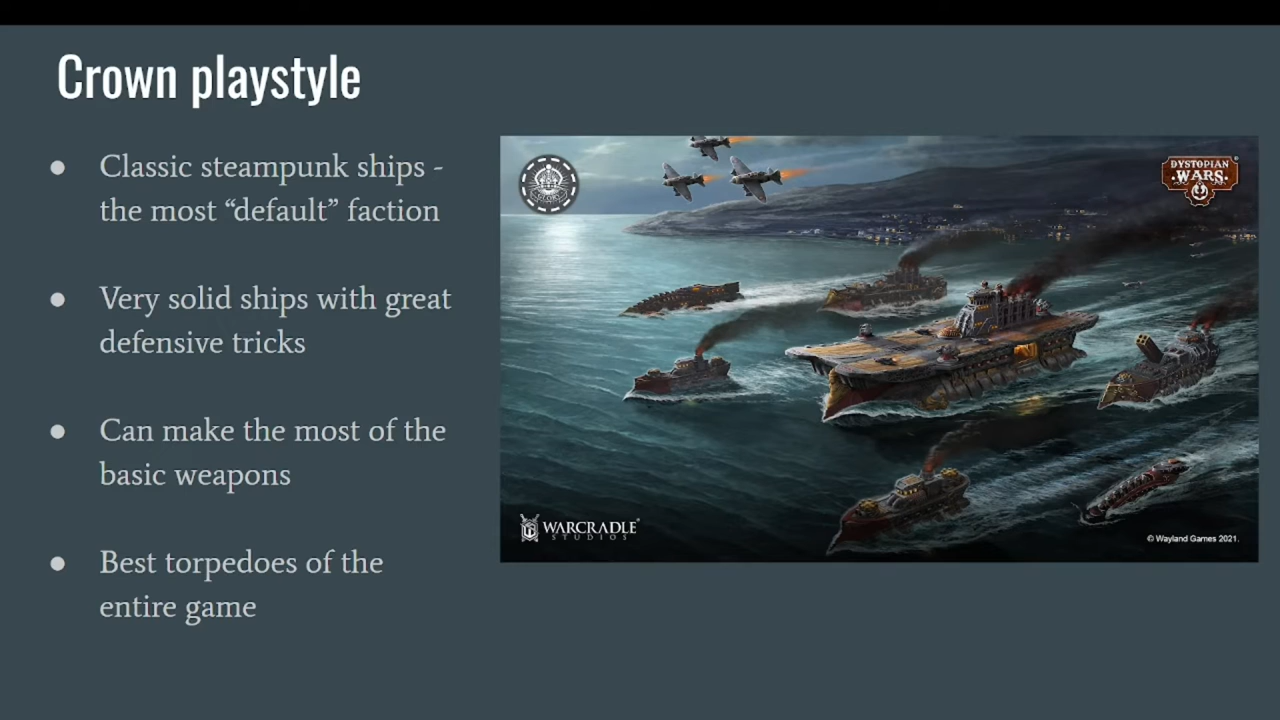 Crown playstyle
● Classic steampunk ships -
the most “default” faction
● Very solid ships with great
defensive tricks
● Can make the most of the
basic weapons
● Best torpedoes of the
entire game
DYSTOPIAN
WARS
WARCRADLE
STUDIOS
© Wayland Games 2021.